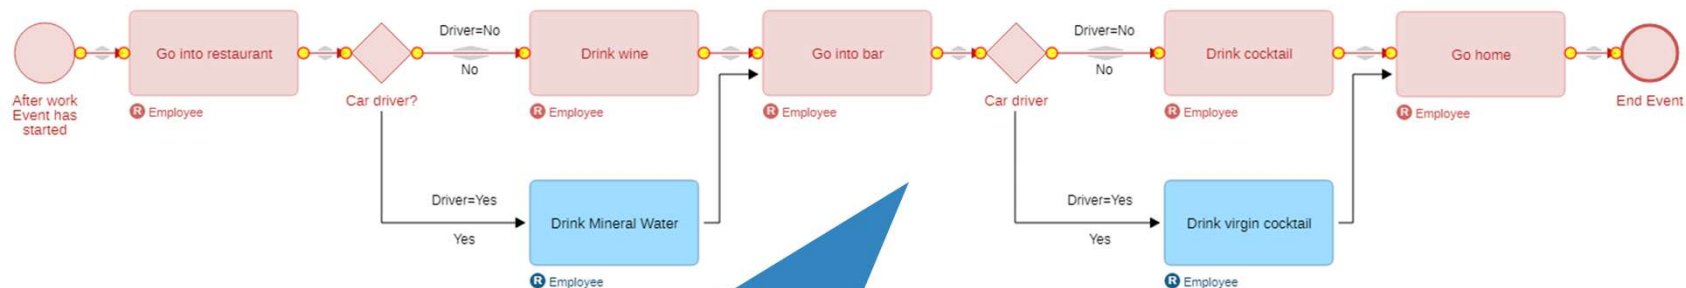 After work
Event has
started
Go into restaurant
R Employee
Car driver?
Driver=No
No
Drink wine
R Employee
Driver=Yes
Yes
Drink Mineral Water
R Employee
Go into bar
R Employee
Car driver
Driver=No
No
Drink cocktail
R Employee
Driver=Yes
Yes
Drink virgin cocktail
R Employee
Go home
R Employee
End Event